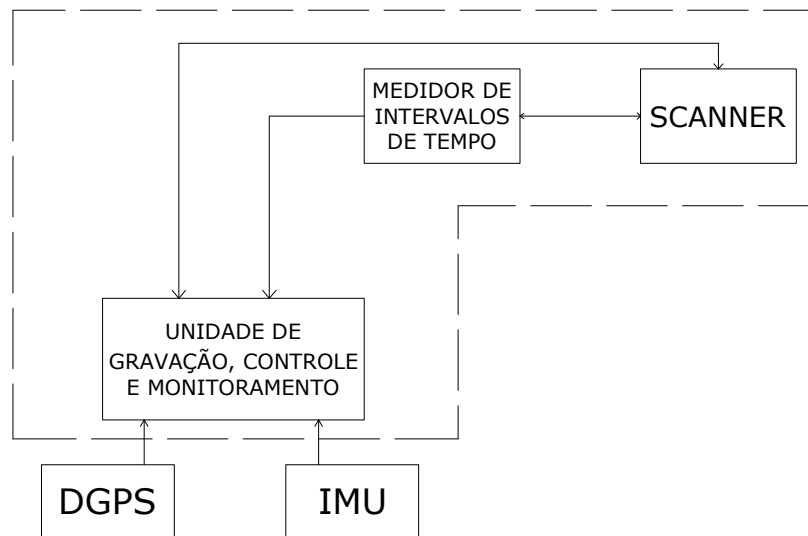 MEDIDOR DE
INTERVALOS
DE TEMPO
SCANNER
UNIDADE DE
GRAVAÇÃO, CONTROLE
E MONITORAMENTO
DGPS
IMU